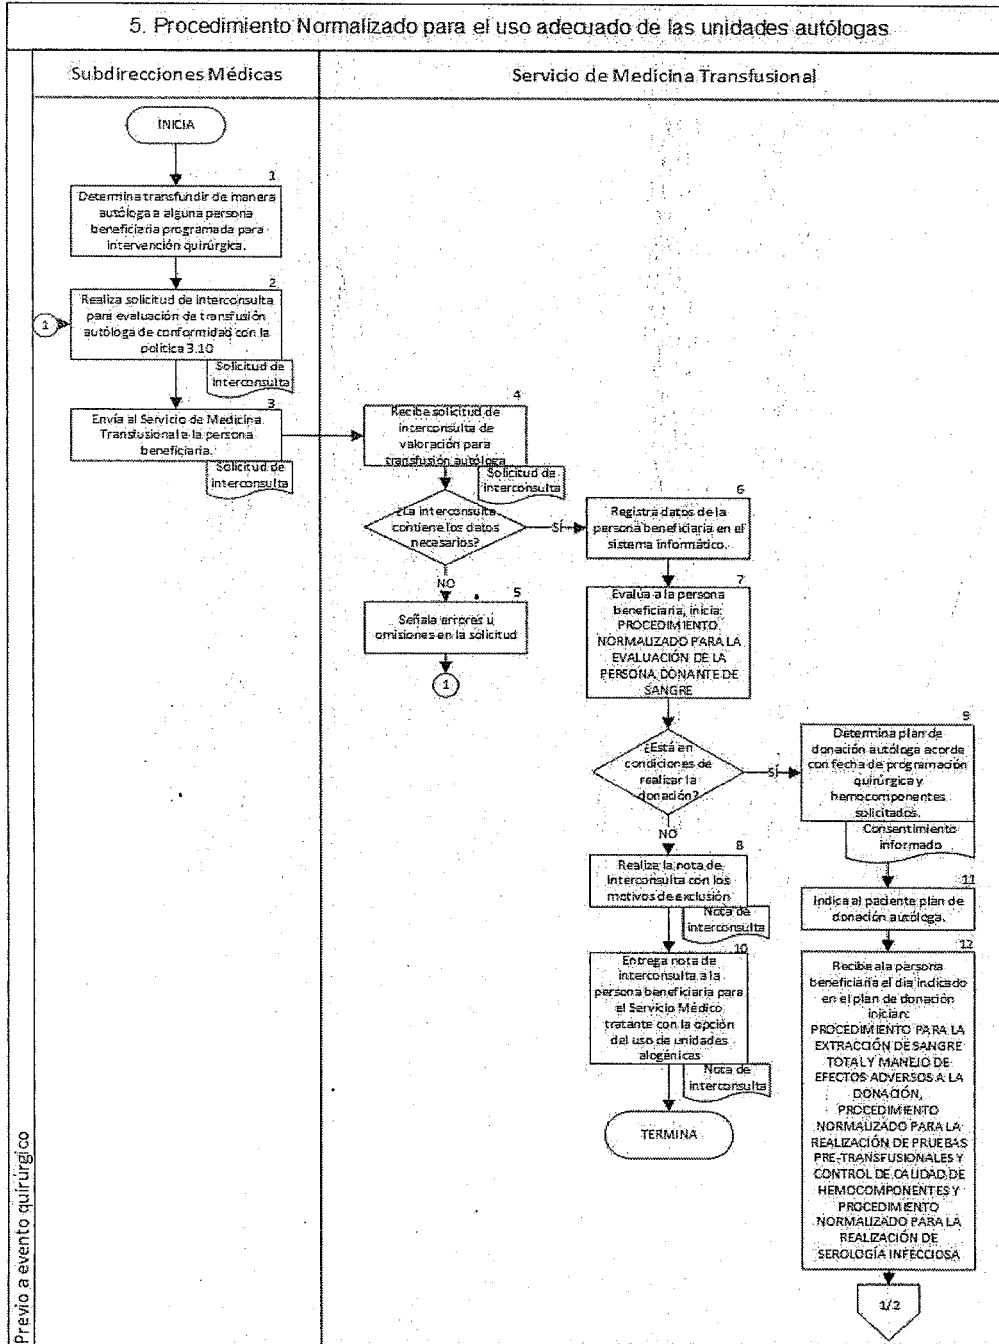 5. Procedimiento Normalizado para el uso adecuado de las unidades autólogas
Subdirecciones Médicas
Servicio de Medicina Transfusional
INICIA
1
Determina transfundir de manera
autóloga a alguna persona
beneficiaria programada para
intervención quirúrgica.
2
Realiza solicitud de interconsulta
para evaluación de transfusión
autóloga de conformidad con la
política 3.10
1
Solicitud de
interconsulta
3
Envía al Servicio de Medicina
Transfusional a la persona
beneficiaria.
Solicitud de
interconsulta
4
Recibe solicitud de
interconsulta de
valoración para
transfusión autóloga
Solicitud de
interconsulta
¿La interconsulta
contiene los datos
necesarios?
SÍ
NO
5
Señala errores u
omisiones en la solicitud
1
6
Registra datos de la
persona beneficiaria en el
sistema informático.
7
Evalúa a la persona
beneficiaria, inicia:
PROCEDIMIENTO
NORMALIZADO PARA LA
EVALUACIÓN DE LA
PERSONA DONANTE DE
SANGRE
¿Está en
condiciones de
realizar la
donación?
SÍ
NO
8
Realiza la nota de
interconsulta con los
motivos de exclusión
Nota de
interconsulta
10
Entrega nota de
interconsulta a la
persona beneficiaria para
el Servicio Médico
tratante con la opción
del uso de unidades
alogénicas
Nota de
interconsulta
TERMINA
9
Determina plan de
donación autóloga acorde
con fecha de programación
quirúrgica y
hemocomponentes
solicitados.
Consentimiento
informado
11
Indica al paciente plan de
donación autóloga.
12
Recibe ala persona
beneficiaria el día indicado
en el plan de donación
inician:
PROCEDIMIENTO PARA LA
EXTRACCIÓN DE SANGRE
TOTAL Y MANEJO DE
EFECTOS ADVERSOS A LA
DONACIÓN,
PROCEDIMIENTO
NORMALIZADO PARA LA
REALIZACIÓN DE PRUEBAS
PRE-TRANSFUSIONALES Y
CONTROL DE CALIDAD DE
HEMOCOMPONENTES Y
PROCEDIMIENTO
NORMALIZADO PARA LA
REALIZACIÓN DE
SEROLOGÍA INFECCIOSA
1/2
Previo a evento quirúrgico